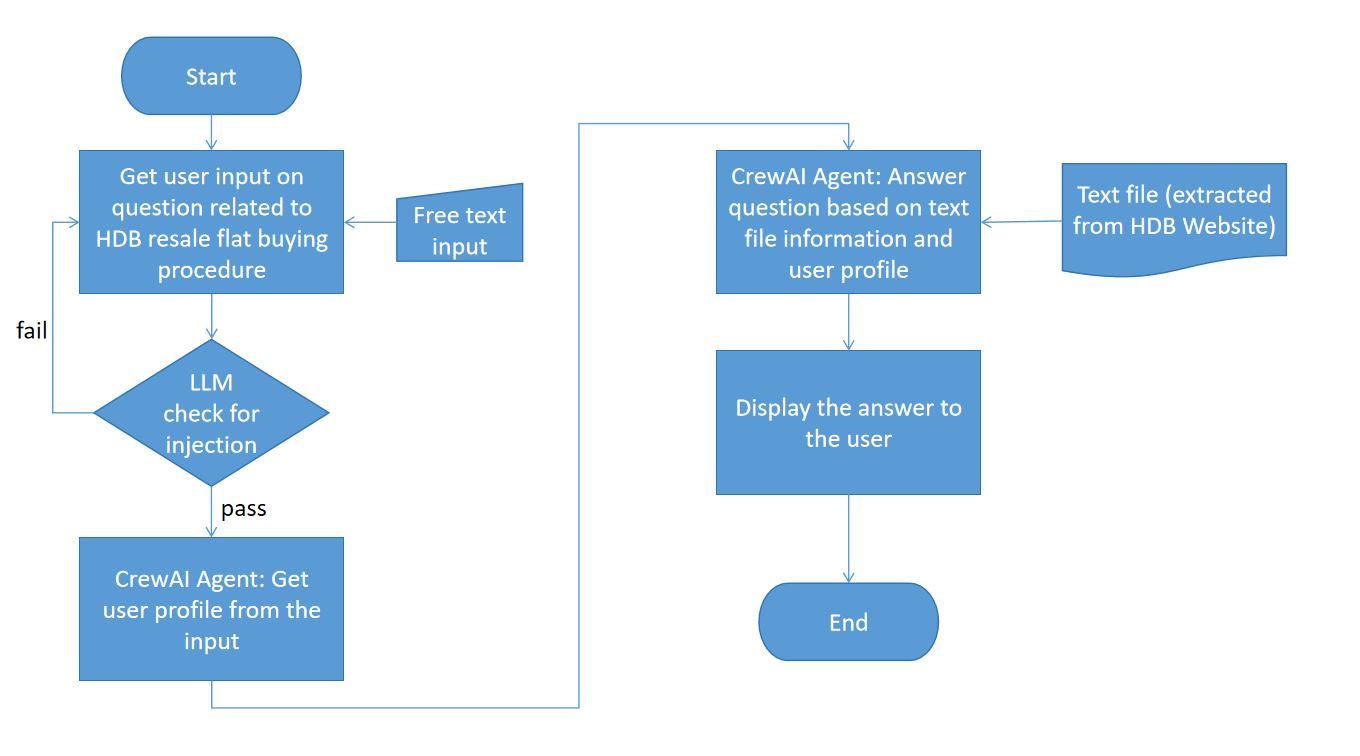 Start
Get user input on
question related to
HDB resale flat buying
procedure
Free text
input
fail
LLM
check for
injection
pass
CrewAI Agent: Get
user profile from the
input
CrewAI Agent: Answer
question based on text
file information and
user profile
Text file (extracted
from HDB Website)
Display the answer to
the user
End